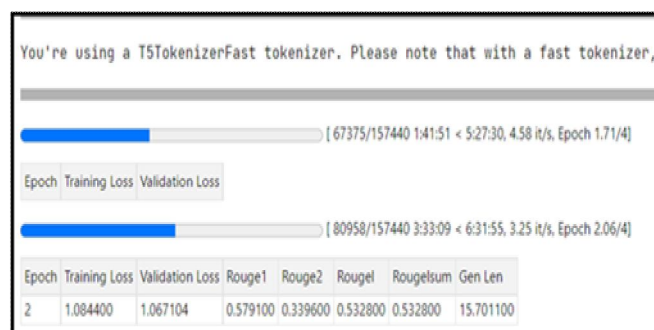 You're using a T5TokenizerFast tokenizer. Please note that with a fast tokenizer,
[ 67375/157440 1:41:51 < 5:27:30, 4.58 it/s, Epoch 1.71/4]
Epoch Training Loss Validation Loss
[ 80958/157440 3:33:09 < 6:31:55, 3.25 it/s, Epoch 2.06/4]
Epoch Training Loss Validation Loss Rouge1 Rouge2 Rougel Rougelsum Gen Len
2 1.084400 1.067104 0.579100 0.339600 0.532800 0.532800 15.701100